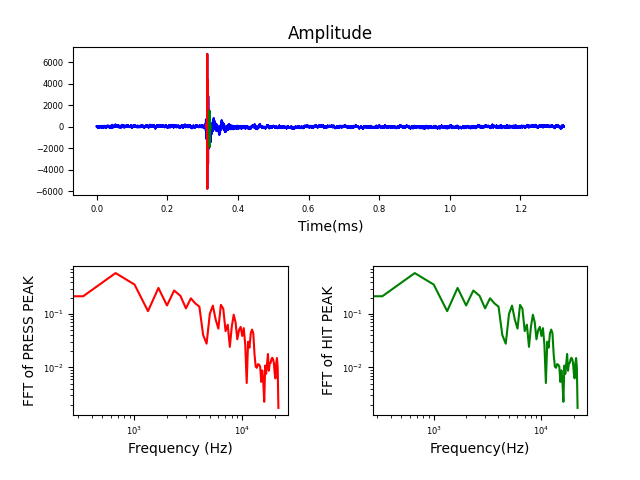 Amplitude
6000
4000
2000
0
−2000
−4000
−6000
0.0 0.2 0.4 0.6 0.8 1.0 1.2
Time(ms)
FFT of PRESS PEAK
10⁻¹
10⁻²
10³ 10⁴
Frequency (Hz)
FFT of HIT PEAK
10⁻¹
10⁻²
10³ 10⁴
Frequency(Hz)